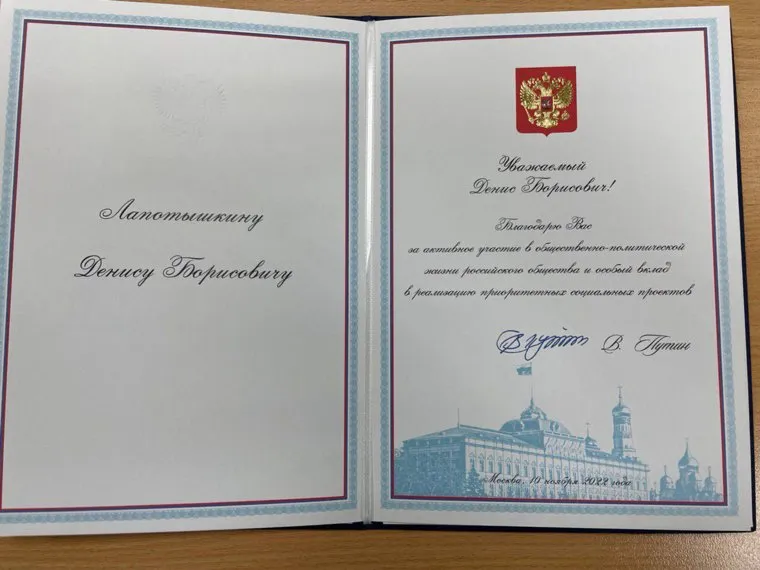 Лапотышкину
Денису Борисовичу
Уважаемый
Денис Борисович!
Благодарю Вас
за активное участие в общественно-политической
жизни российского общества и особый вклад
в реализацию приоритетных социальных проектов
В. Путин
Москва, 10 ноября 2022 года